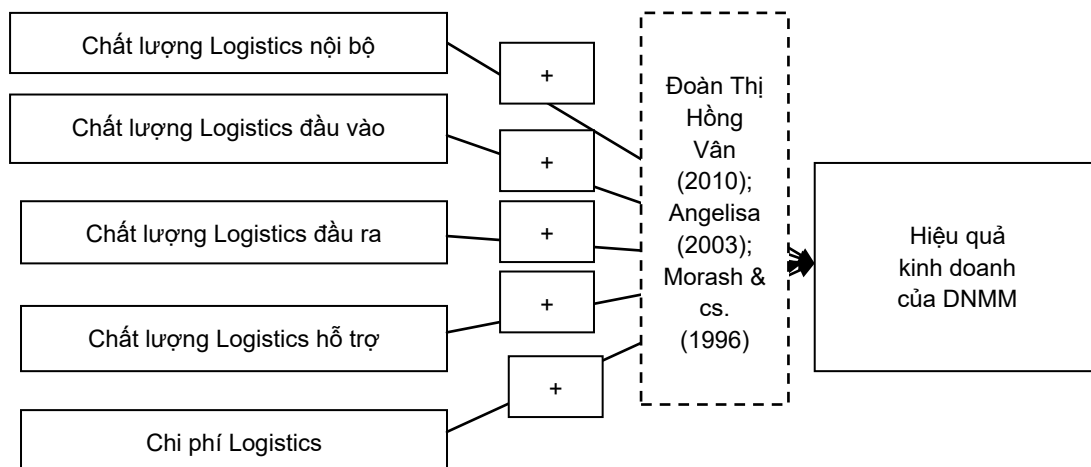 Chất lượng Logistics nội bộ
+
Chất lượng Logistics đầu vào
+
Chất lượng Logistics đầu ra
+
Chất lượng Logistics hỗ trợ
+
Chi phí Logistics
+
Đoàn Thị
Hồng
Vân
(2010);
Angelisa
(2003);
Morash &
cs.
(1996)
Hiệu quả
kinh doanh
của DNMM